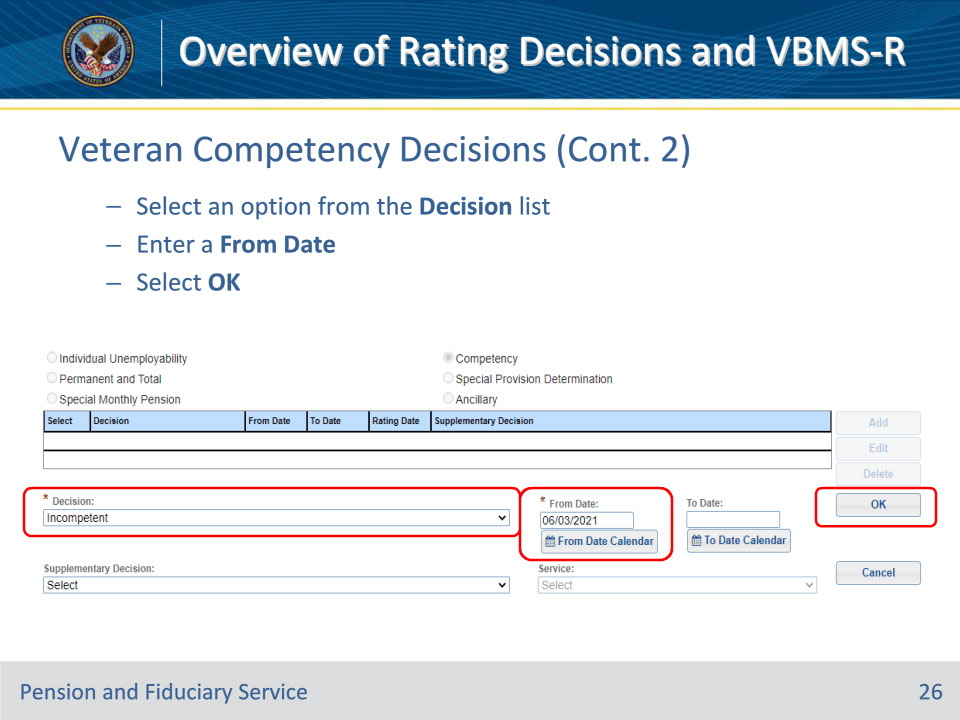 Overview of Rating Decisions and VBMS-R
Veteran Competency Decisions (Cont. 2)
– Select an option from the Decision list
– Enter a From Date
– Select OK
Individual Unemployability
Competency
Permanent and Total
Special Provision Determination
Special Monthly Pension
Ancillary
Select Decision From Date To Date Rating Date Supplementary Decision
Add
Edit
Delete
* Decision:
Incompetent
* From Date:
06/03/2021
From Date Calendar
To Date:
To Date Calendar
OK
Supplementary Decision:
Select
Service:
Select
Cancel
Pension and Fiduciary Service
26